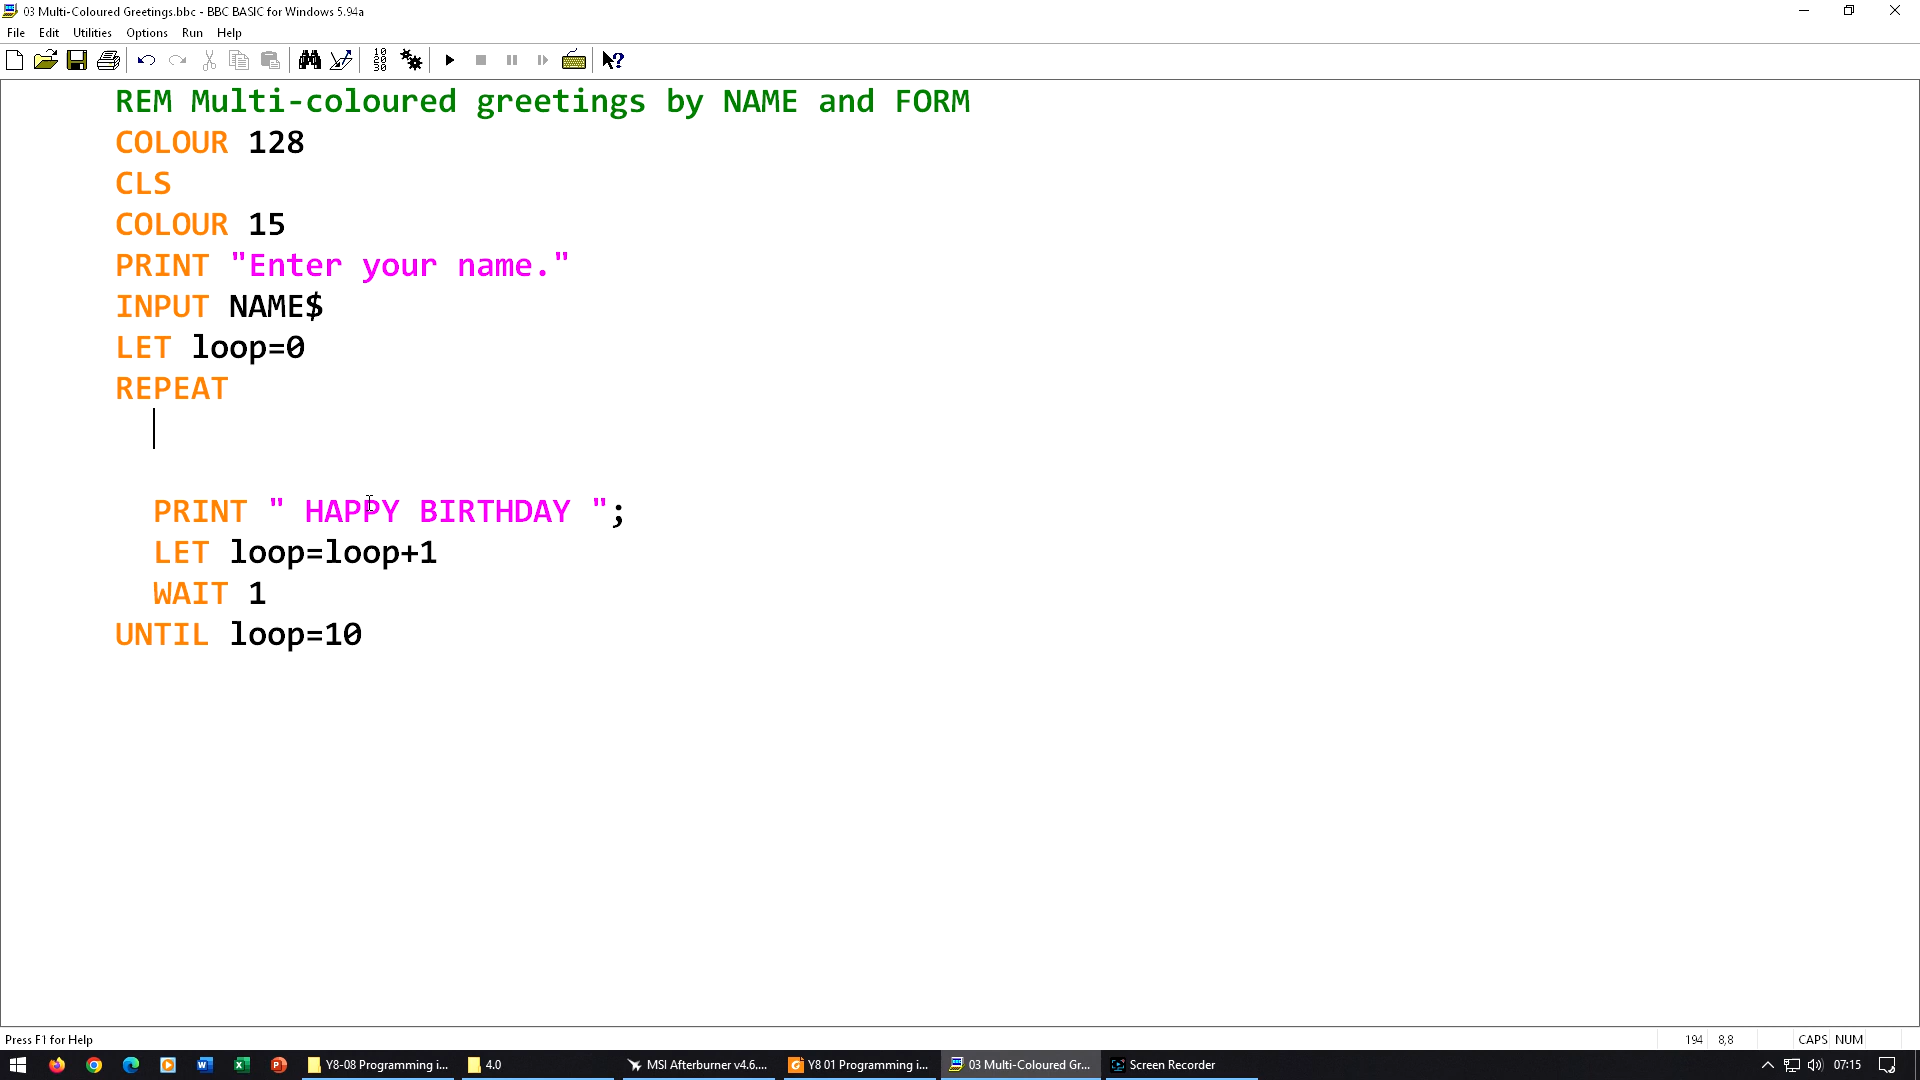 03 Multi-Coloured Greetings.bbc - BBC BASIC for Windows 5.94a
File Edit Utilities Options Run Help
10
20
30
REM Multi-coloured greetings by NAME and FORM
COLOUR 128
CLS
COLOUR 15
PRINT "Enter your name."
INPUT NAME$
LET loop=0
REPEAT
PRINT " HAPPY BIRTHDAY ";
LET loop=loop+1
WAIT 1
UNTIL loop=10
Press F1 for Help 194 8,8 CAPS NUM
Y8-08 Programming i... 4.0 MSI Afterburner v4.6.... Y8 01 Programming i... 03 Multi-Coloured Gr... Screen Recorder 07:15